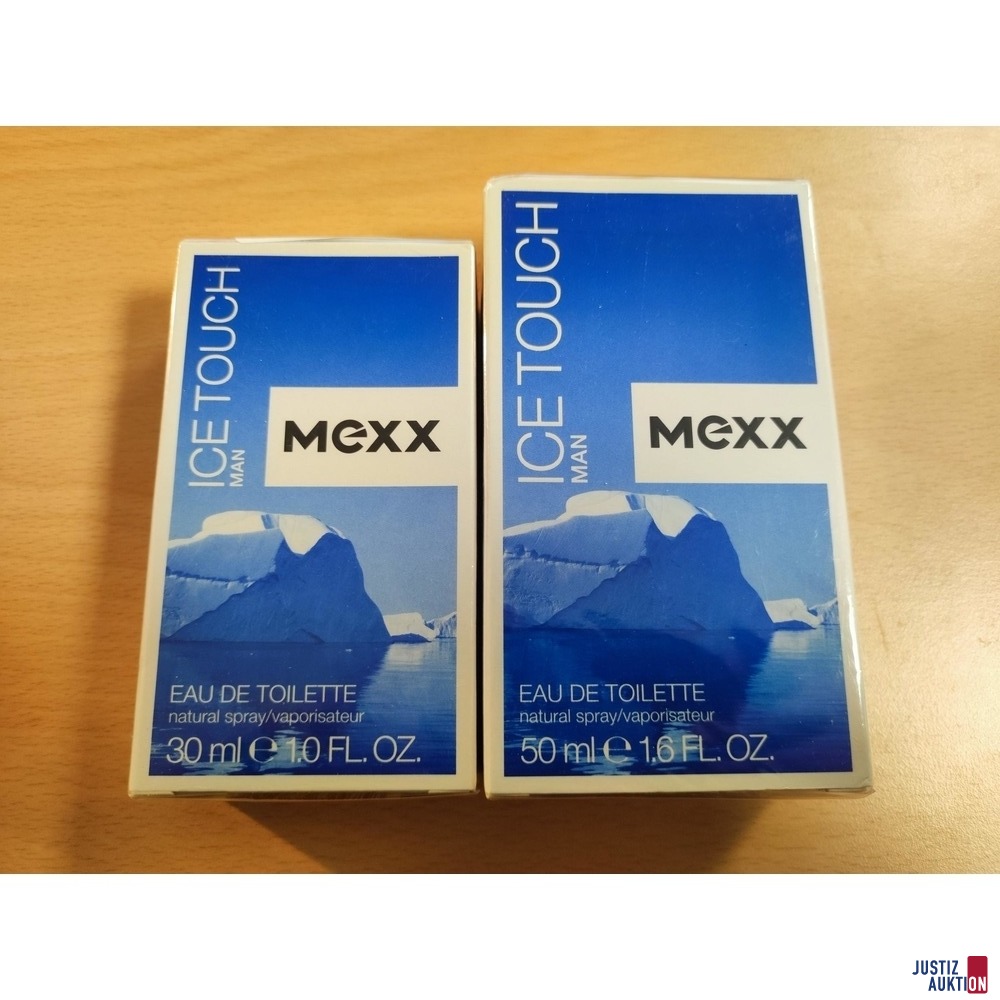 ICE TOUCH
MAN
MEXX
EAU DE TOILETTE
natural spray/vaporisateur
30 ml ℮ 1.0 FL. OZ.
ICE TOUCH
MAN
MEXX
EAU DE TOILETTE
natural spray/vaporisateur
50 ml ℮ 1.6 FL. OZ.
JUSTIZ
AUKTION